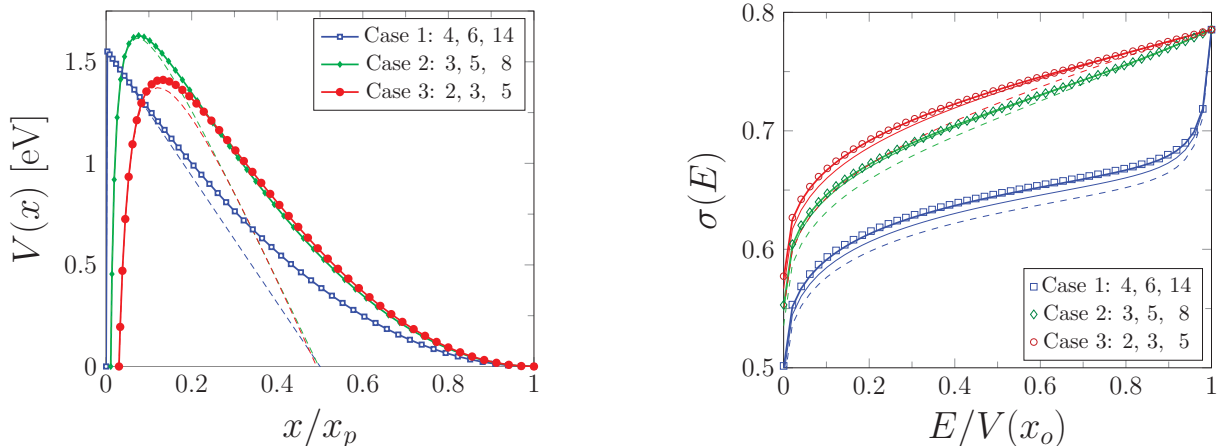 V(x) [eV]
1.5
1
0.5
0
Case 1: 4, 6, 14
Case 2: 3, 5, 8
Case 3: 2, 3, 5
0 0.2 0.4 0.6 0.8 1
x/x_p
σ(E)
0.8
0.7
0.6
0.5
Case 1: 4, 6, 14
Case 2: 3, 5, 8
Case 3: 2, 3, 5
0 0.2 0.4 0.6 0.8 1
E/V(x_o)